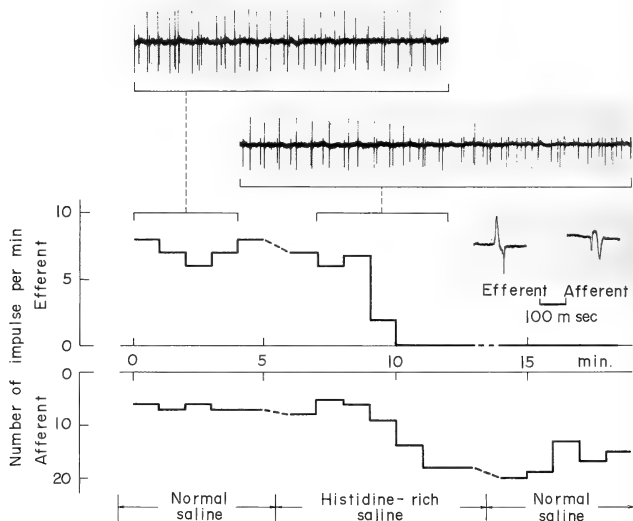 10
5
0
Efferent
Number of impulse per min
Efferent Afferent
100 m sec
0 5 10 15 min.
0
10
20
Afferent
Normal saline
Histidine-rich saline
Normal saline